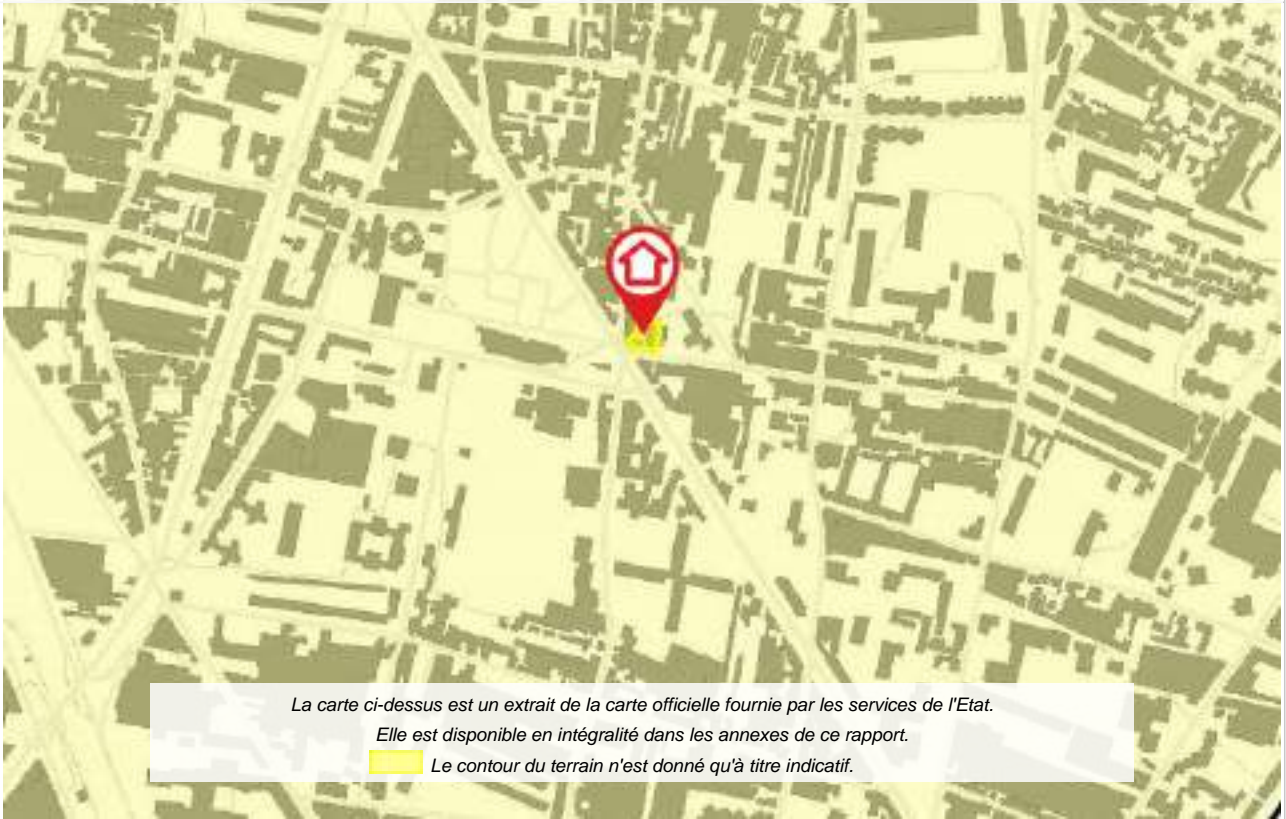 La carte ci-dessus est un extrait de la carte officielle fournie par les services de l'Etat.
Elle est disponible en intégralité dans les annexes de ce rapport.
Le contour du terrain n'est donné qu'à titre indicatif.